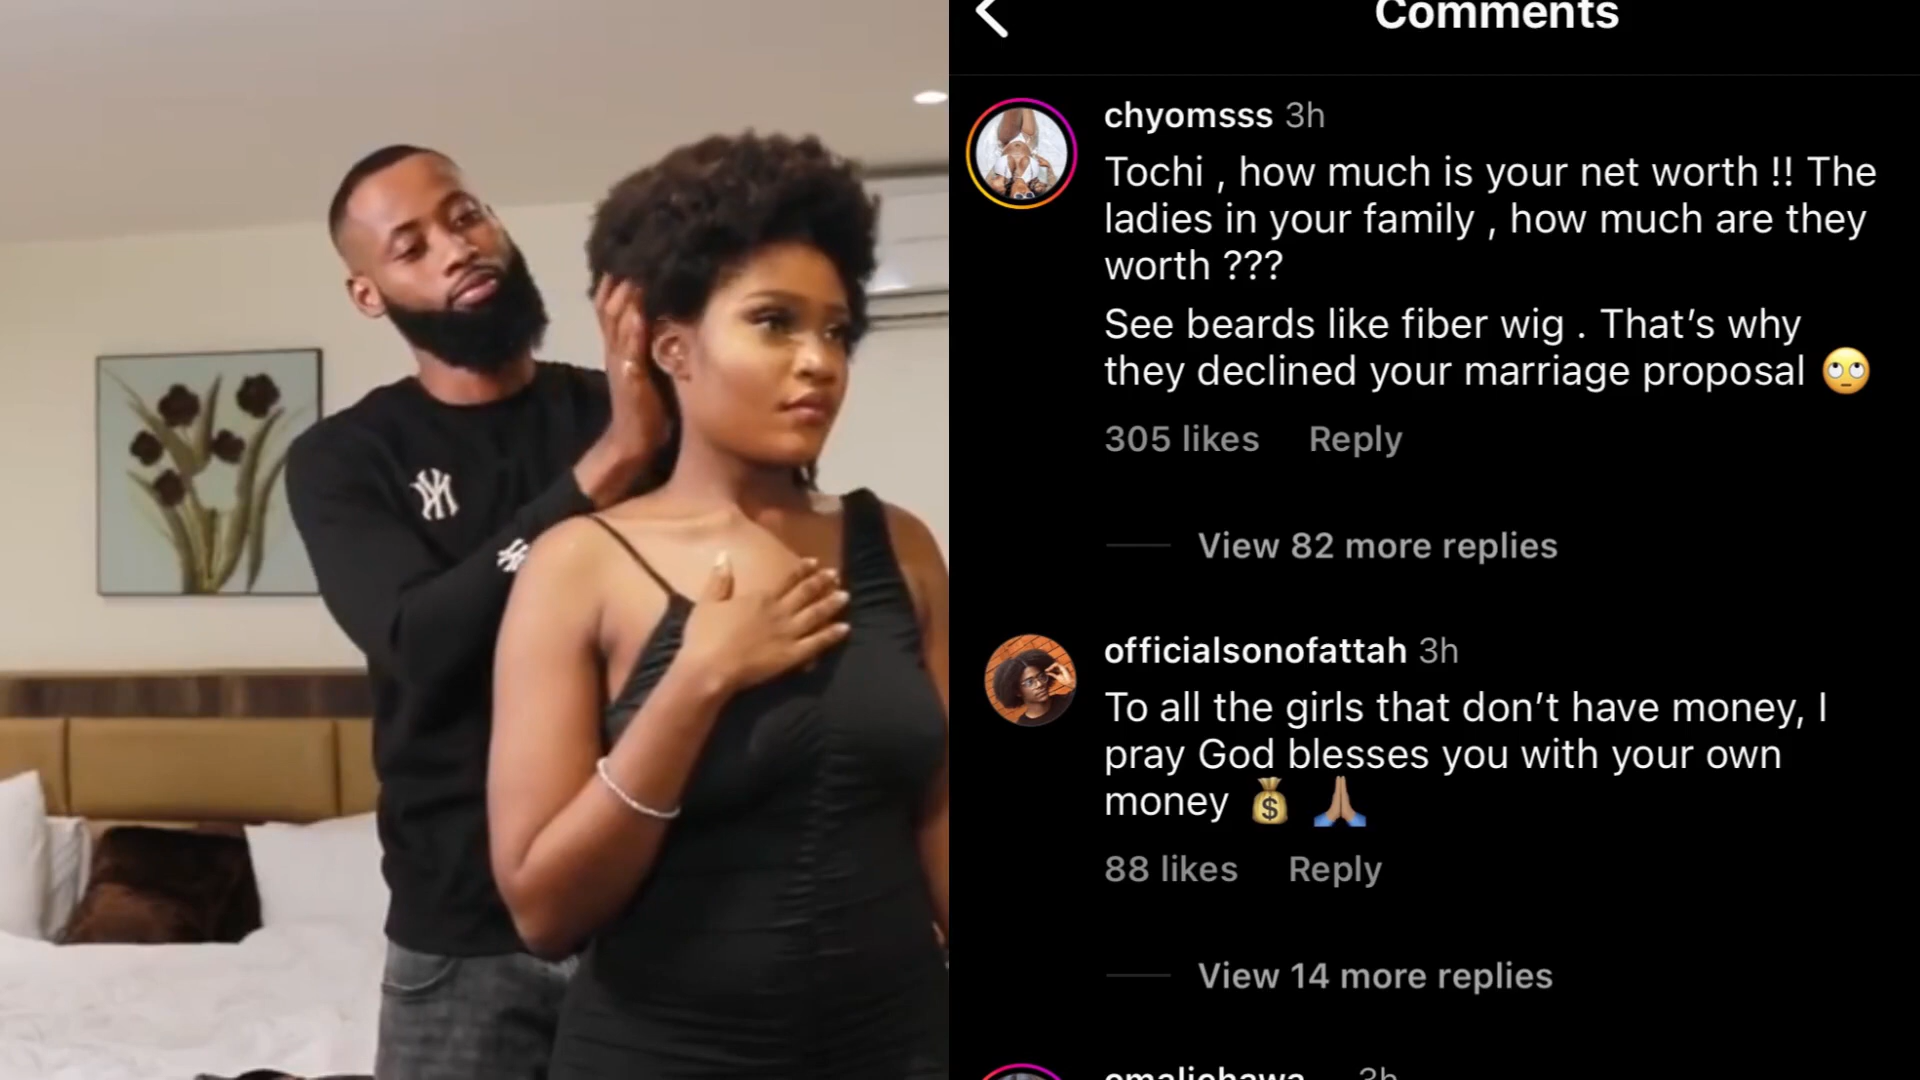 Comments
chyomsss 3h
Tochi , how much is your net worth !! The
ladies in your family , how much are they
worth ???
See beards like fiber wig . That’s why
they declined your marriage proposal 🙄
305 likes Reply
View 82 more replies
officialsonofattah 3h
To all the girls that don’t have money, I
pray God blesses you with your own
money 💰 🙏🏽
88 likes Reply
View 14 more replies
3h
NY